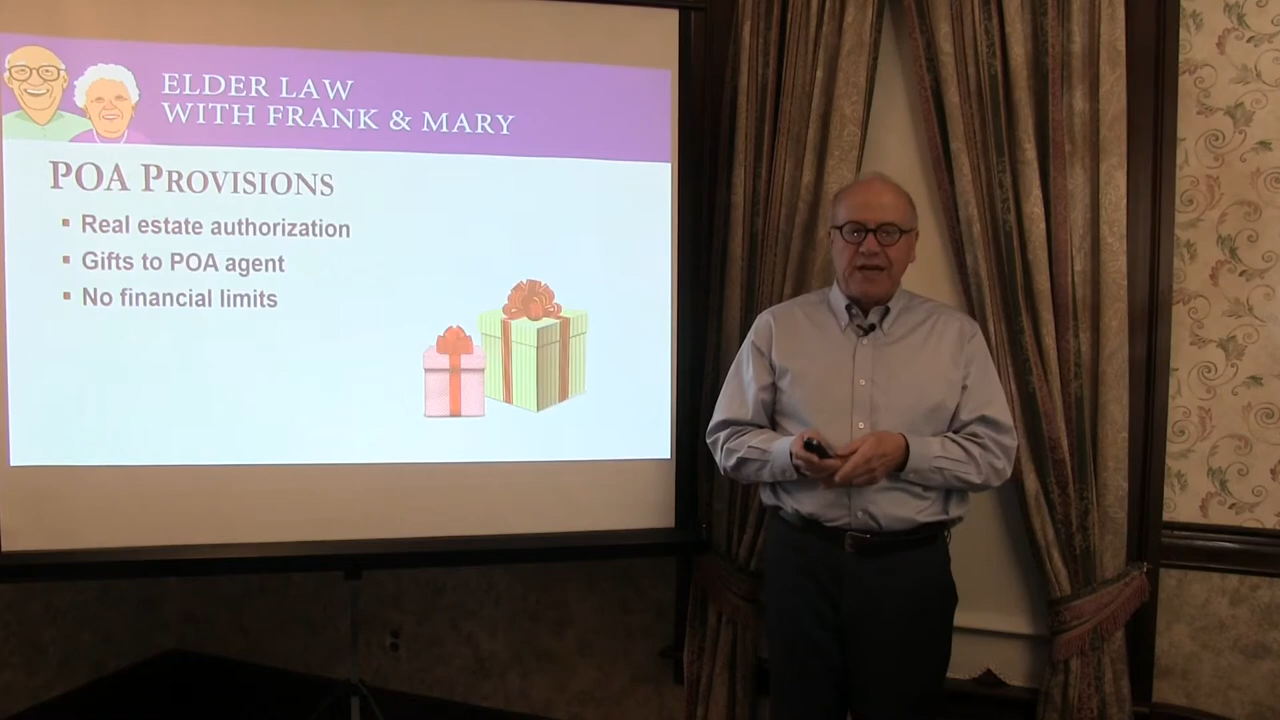 ELDER LAW
WITH FRANK & MARY
POA PROVISIONS
Real estate authorization
Gifts to POA agent
No financial limits